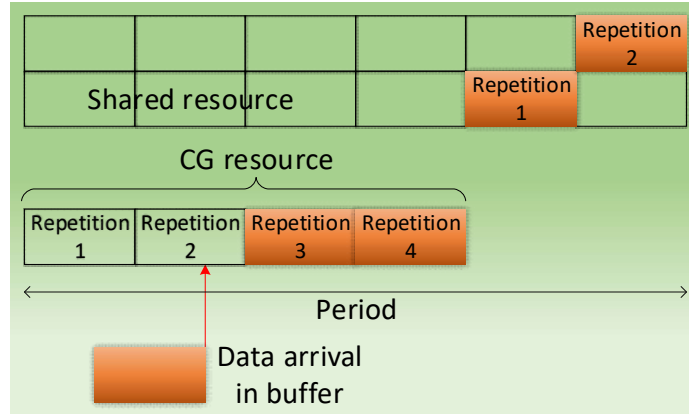 Repetition
2
Shared resource
Repetition
1
CG resource
Repetition
1
Repetition
2
Repetition
3
Repetition
4
Period
Data arrival
in buffer